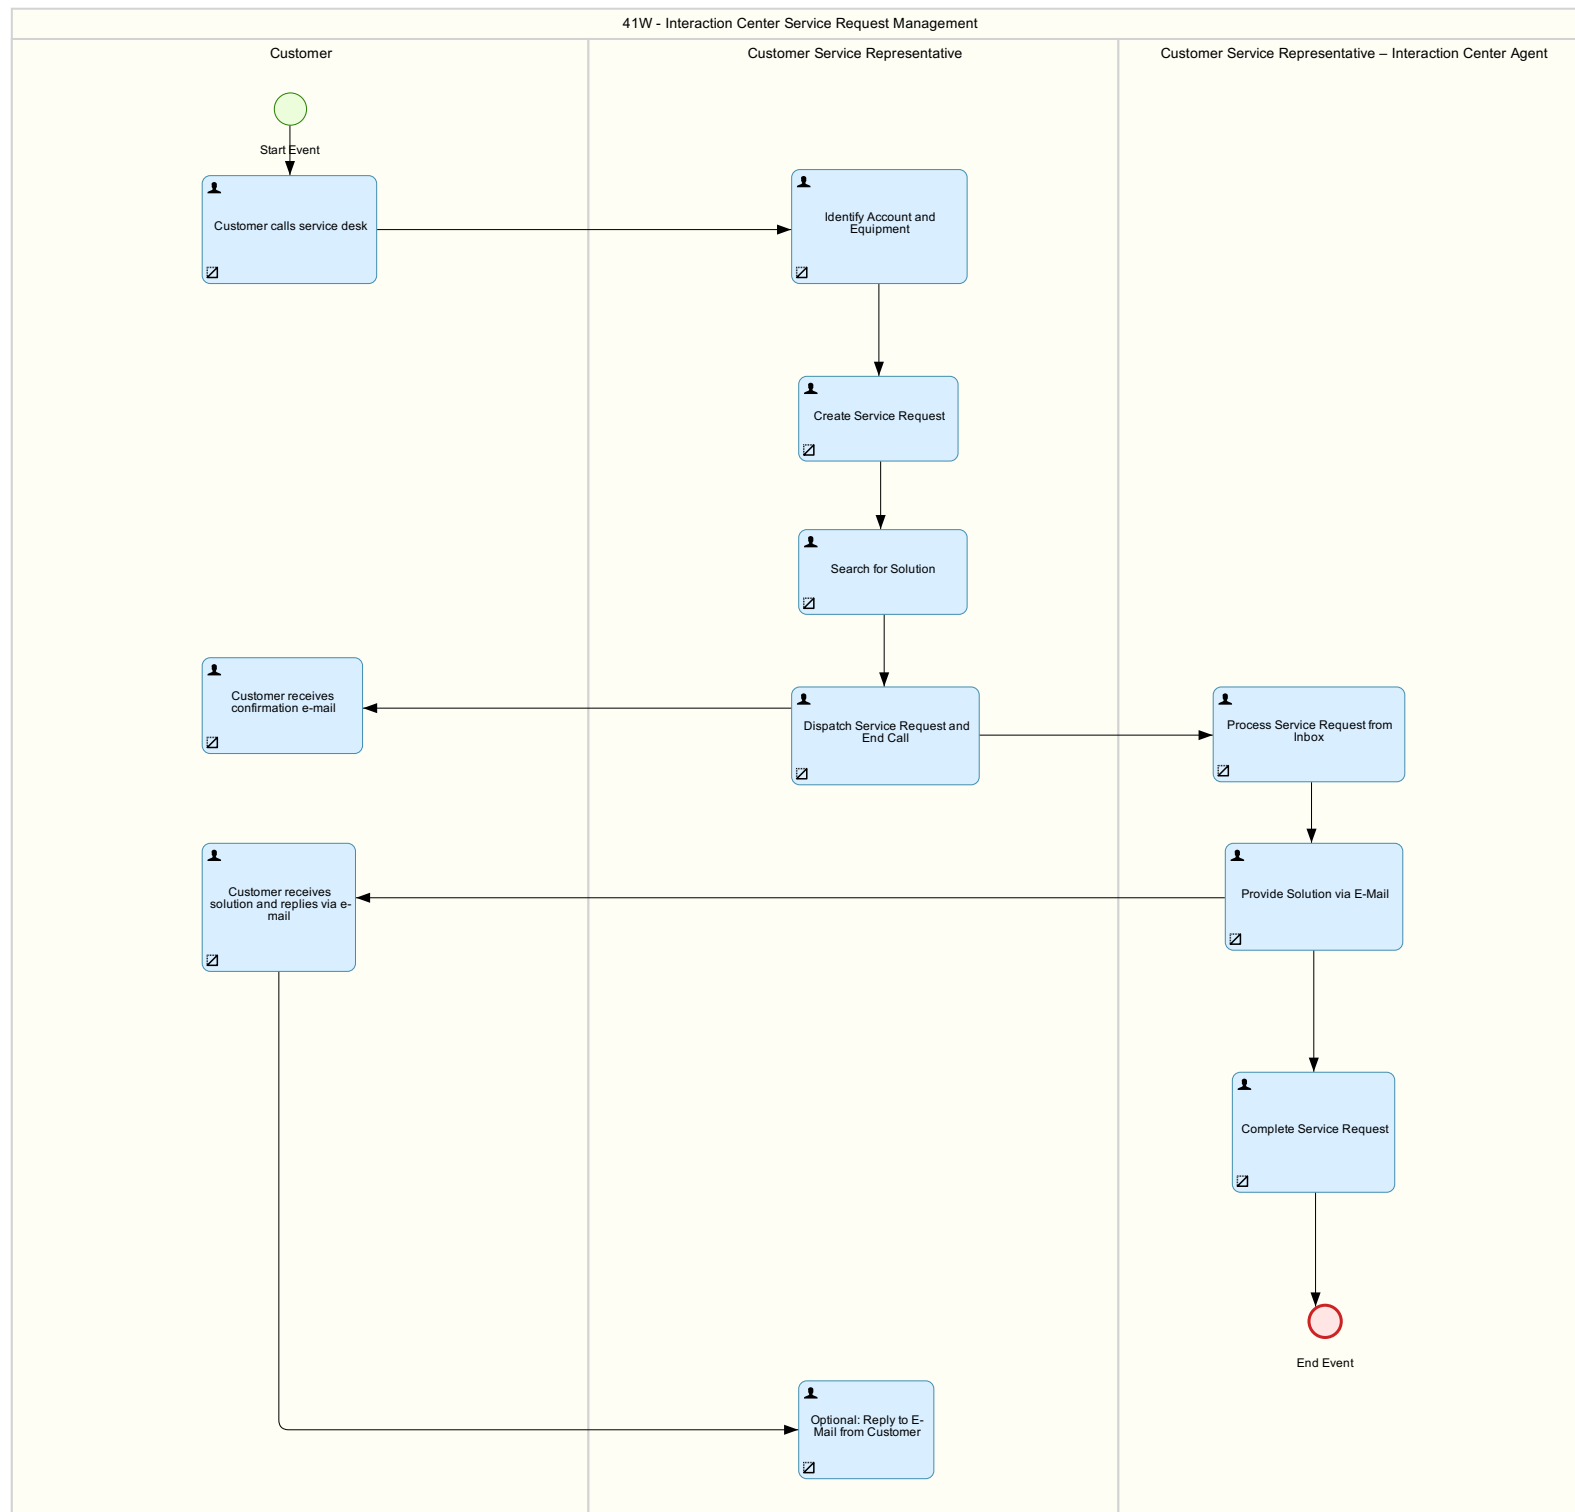 41W - Interaction Center Service Request Management
Customer
Customer Service Representative
Customer Service Representative – Interaction Center Agent
Start Event
Customer calls service desk
Identify Account and
Equipment
Create Service Request
Search for Solution
Customer receives
confirmation e-mail
Dispatch Service Request and
End Call
Process Service Request from
Inbox
Customer receives
solution and replies via e-
mail
Provide Solution via E-Mail
Complete Service Request
End Event
Optional: Reply to E-
Mail from Customer